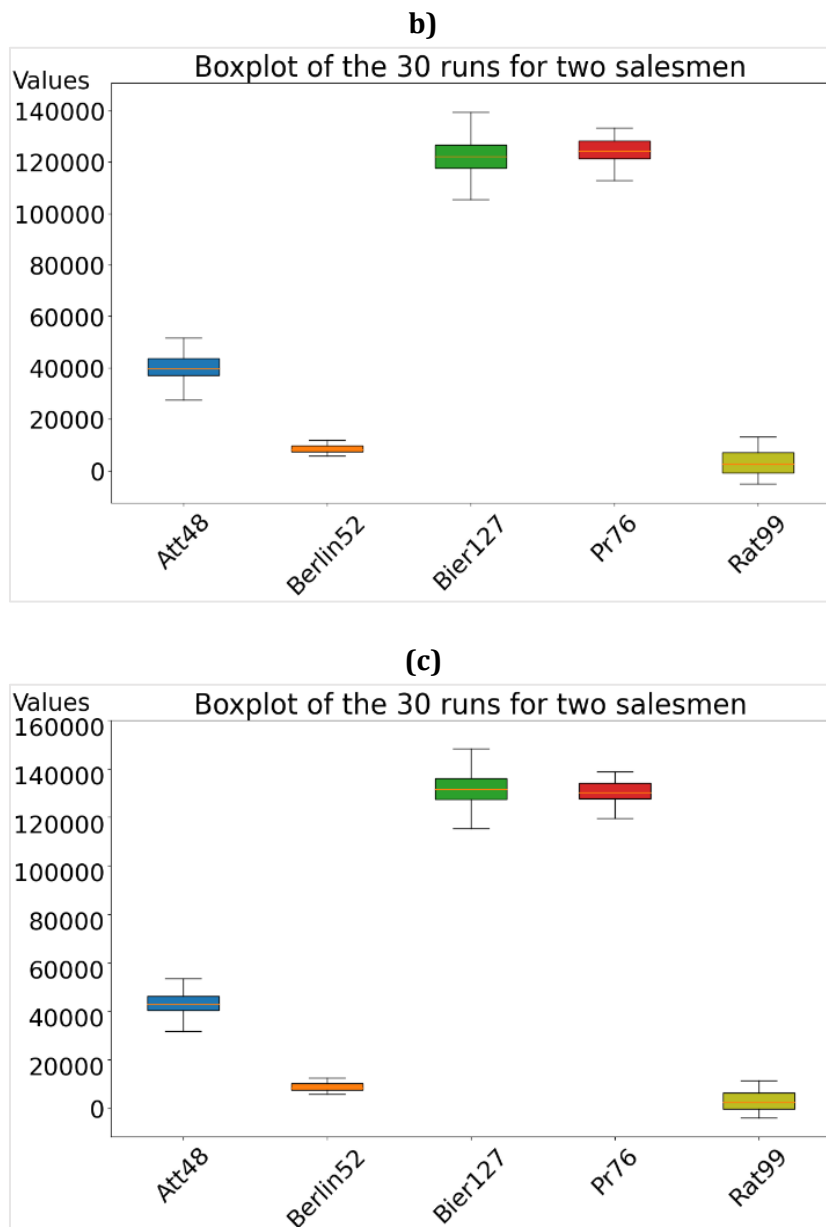 b)
Boxplot of the 30 runs for two salesmen
Values
140000
120000
100000
80000
60000
40000
20000
0
Att48
Berlin52
Bier127
Pr76
Rat99
(c)
Boxplot of the 30 runs for two salesmen
Values
160000
140000
120000
100000
80000
60000
40000
20000
0
Att48
Berlin52
Bier127
Pr76
Rat99